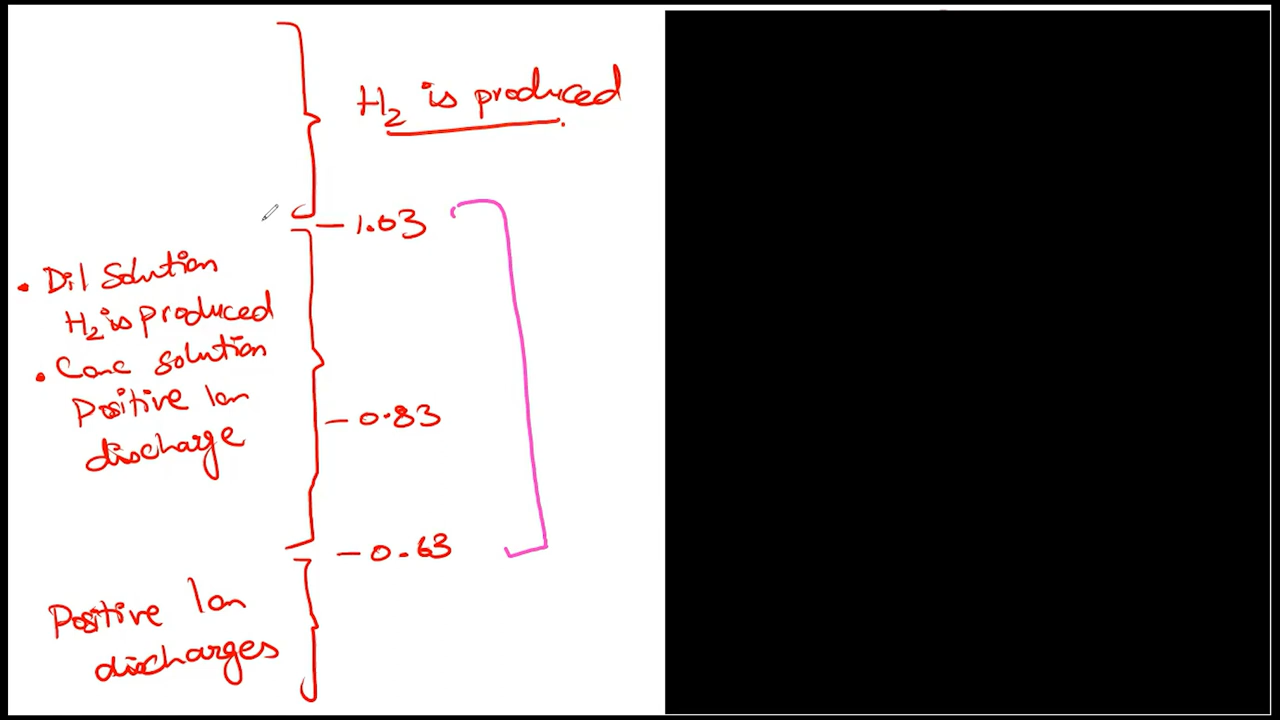 H₂ is produced
- 1.03
• Dil Solution
H₂ is produced
• Conc solution
Positive Ion
discharge
- 0.83
- 0.63
Positive Ion
discharges